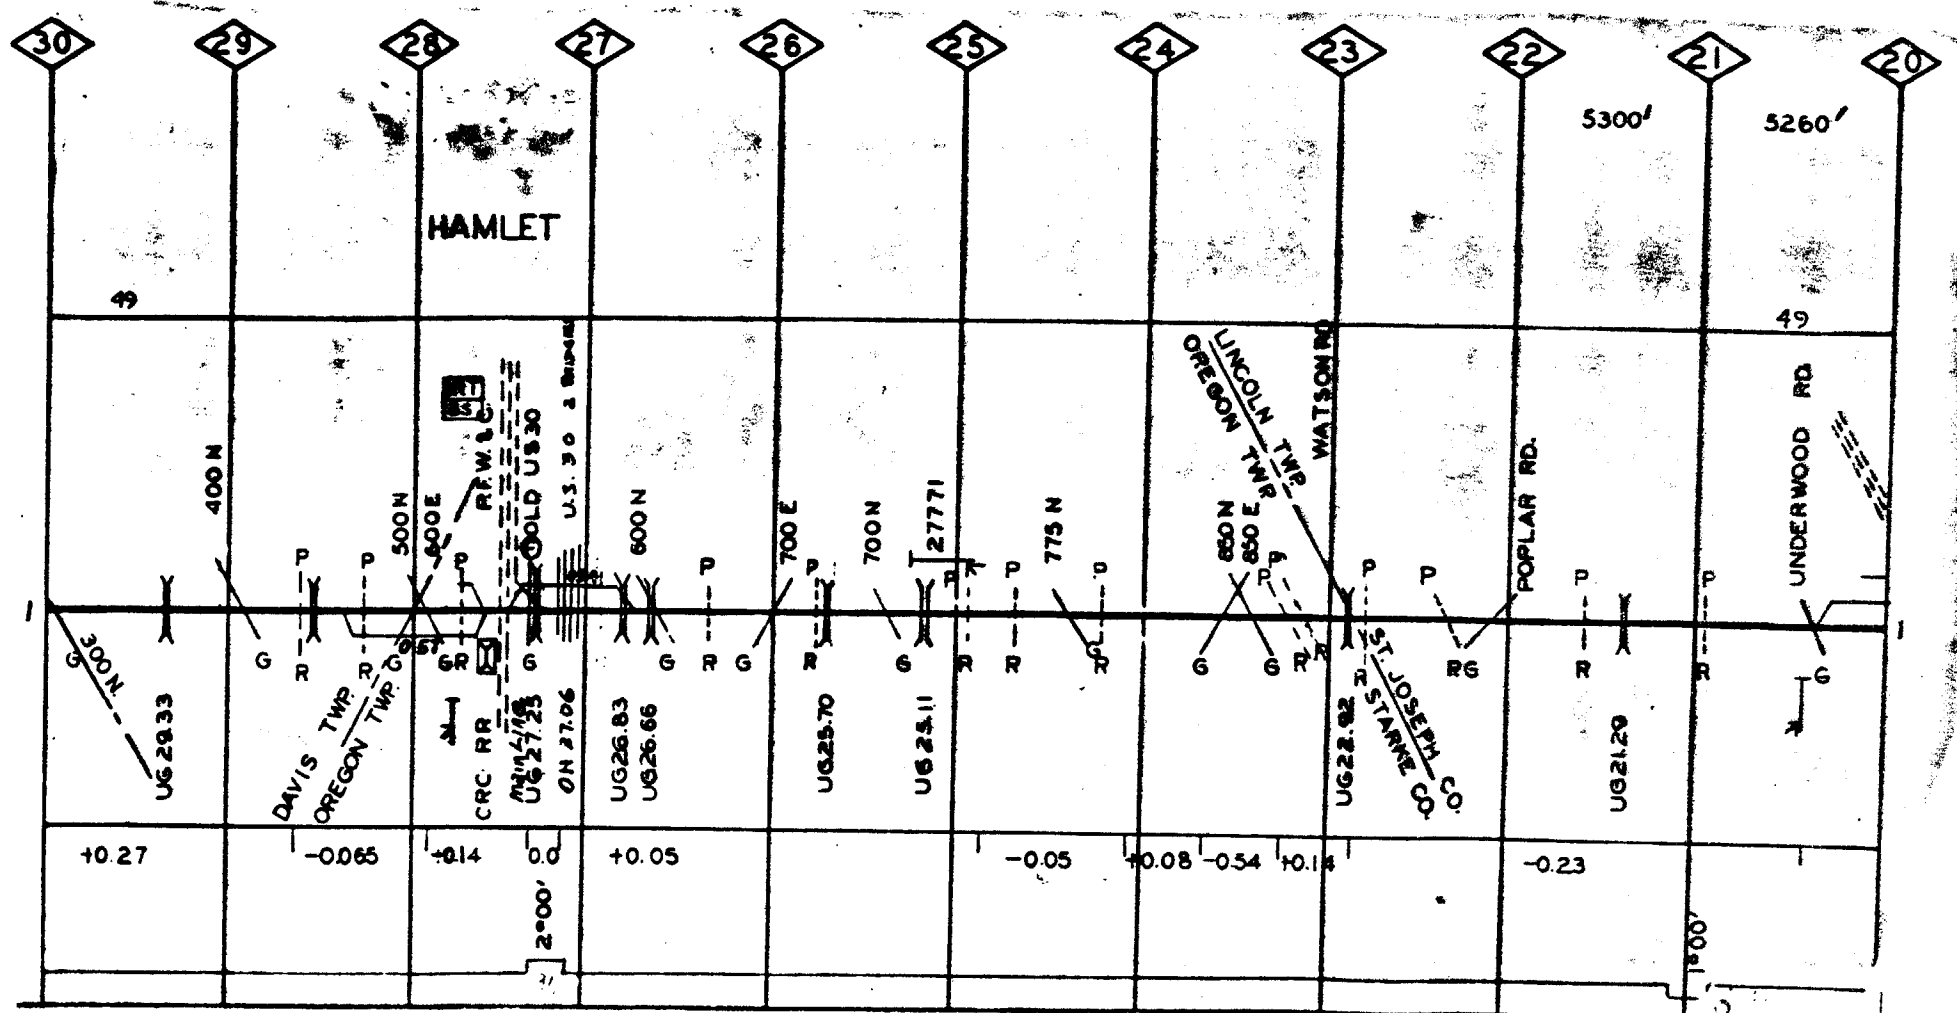 30 29 28 27 26 25 24 23 22 21 20
5300' 5260'
HAMLET
49 49
400 N
500 N
600 E
P.F.W. & C.
OLD US 30
U.S. 30 2 BRIDGES
600 N
700 E
700 N
27771
775 N
850 N
850 E
LINCOLN TWP.
OREGON TWP.
WATSON RD
POPLAR RD.
UNDERWOOD RD.
P P P P P P P P P P P P P P P
1 1
300 N.
0.57
G G R R G G R G G R G R G R R R G R G G R R R R G R R G
DAVIS TWP.
OREGON TWP.
CRC RR
MAIN LINE
ST. JOSEPH CO.
STARKE CO.
UG 29.33
UG 27.25
OH 27.06
UG 26.83
UG 26.66
UG 25.70
UG 25.11
UG 22.92
UG 21.29
+0.27 -0.065 +0.14 0.0 +0.05 -0.05 +0.08 -0.54 +0.14 -0.23
2°00'
1°00'